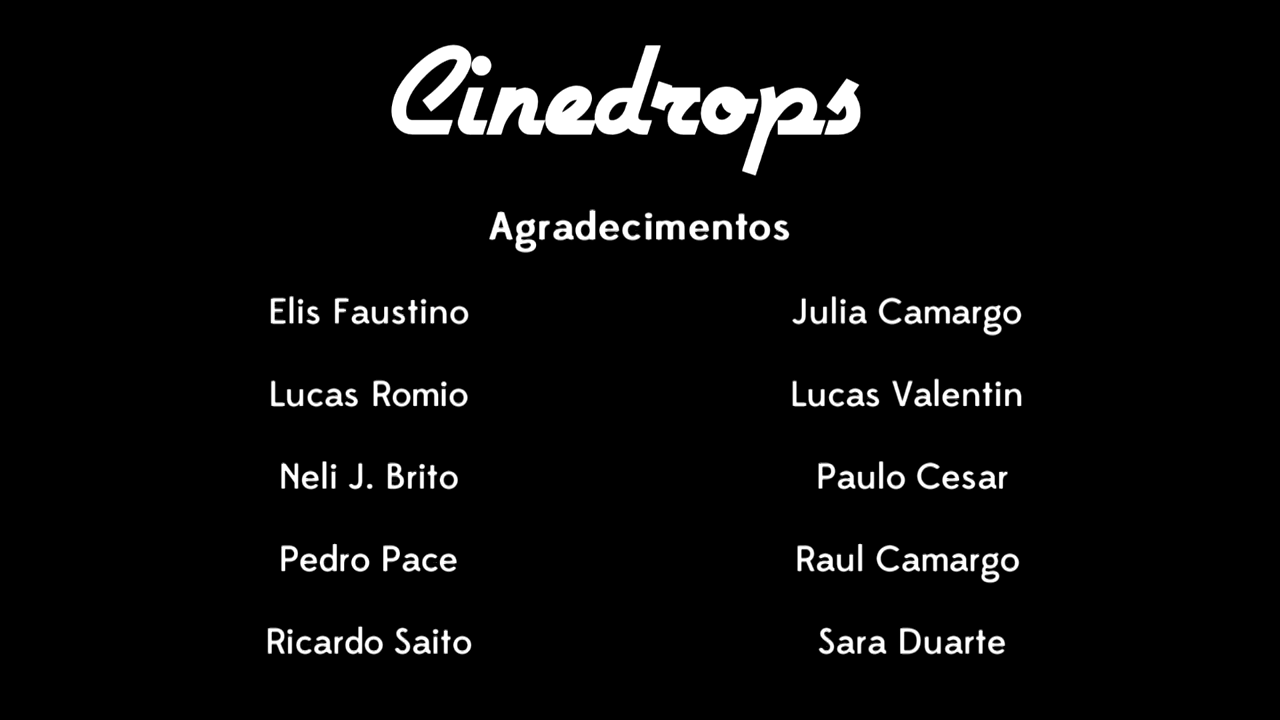 Cinedrops
Agradecimentos
Elis Faustino
Julia Camargo
Lucas Romio
Lucas Valentin
Neli J. Brito
Paulo Cesar
Pedro Pace
Raul Camargo
Ricardo Saito
Sara Duarte